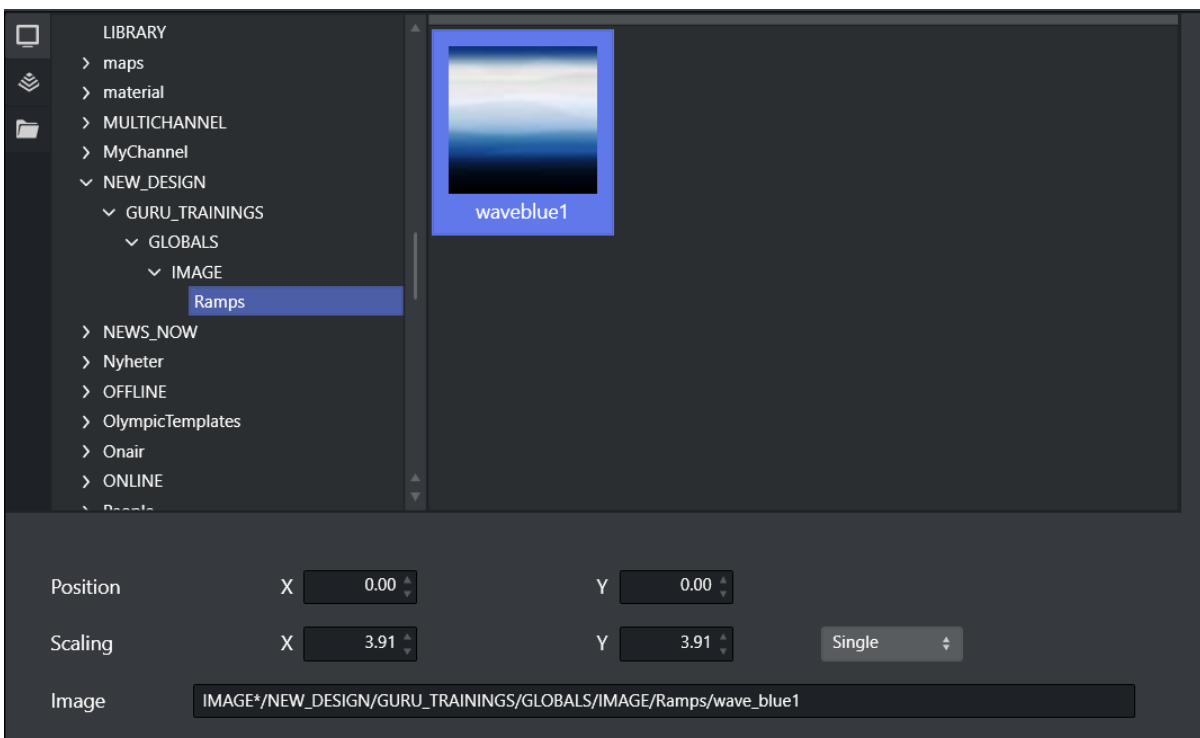 LIBRARY
maps
material
MULTICHANNEL
MyChannel
NEW_DESIGN
GURU_TRAININGS
GLOBALS
IMAGE
Ramps
NEWS_NOW
Nyheter
OFFLINE
OlympicTemplates
Onair
ONLINE
waveblue1
Position X 0.00 Y 0.00
Scaling X 3.91 Y 3.91 Single
Image IMAGE*/NEW_DESIGN/GURU_TRAININGS/GLOBALS/IMAGE/Ramps/wave_blue1